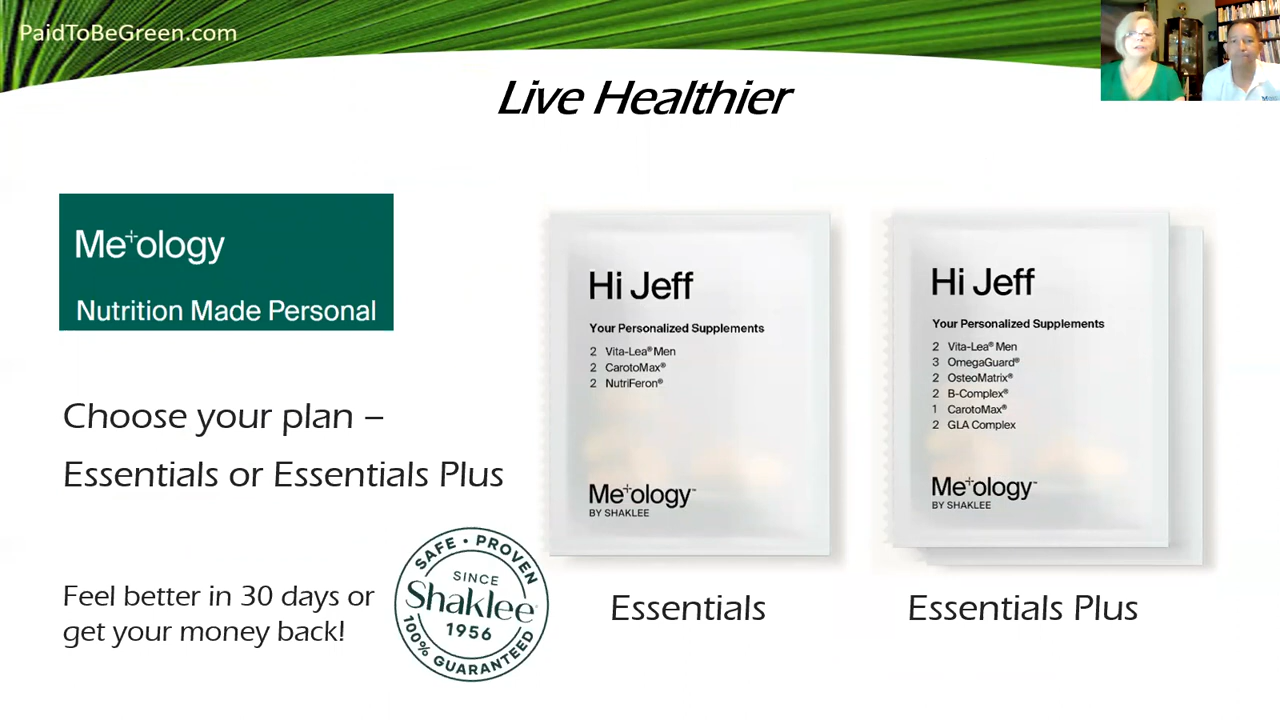 PaidToBeGreen.com
Live Healthier
Me+ology
Nutrition Made Personal
Choose your plan –
Essentials or Essentials Plus
Feel better in 30 days or
get your money back!
SAFE • PROVEN
SINCE
Shaklee®
1956
100% GUARANTEED
Hi Jeff
Your Personalized Supplements
2 Vita-Lea® Men
2 CarotoMax®
2 NutriFeron®
Me+ology™
BY SHAKLEE
Essentials
Hi Jeff
Your Personalized Supplements
2 Vita-Lea® Men
3 OmegaGuard®
2 OsteoMatrix®
2 B-Complex®
1 CarotoMax®
2 GLA Complex
Me+ology™
BY SHAKLEE
Essentials Plus